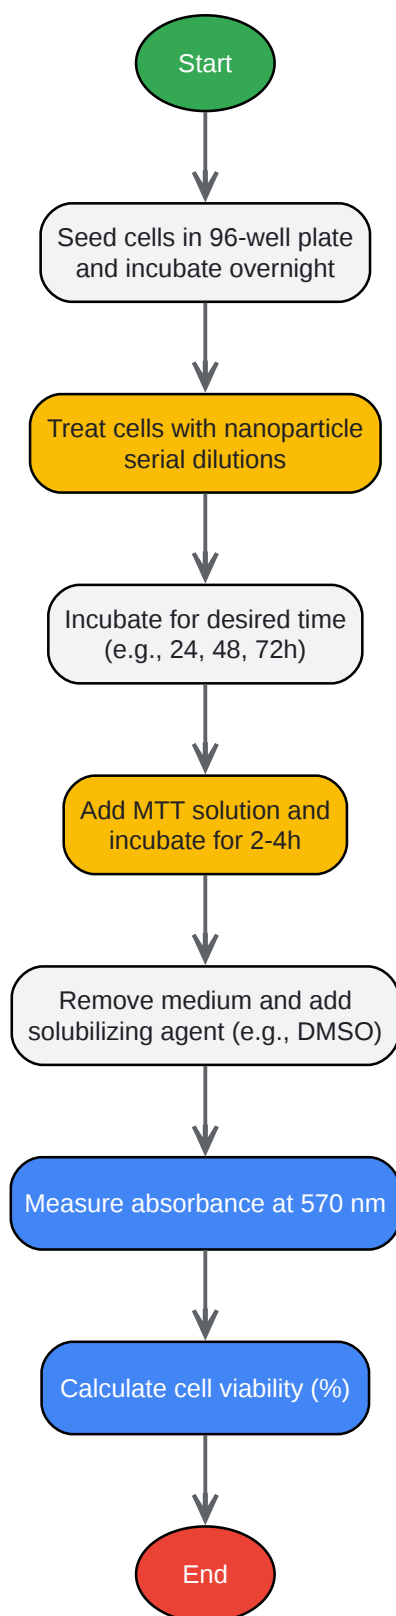 Start
Seed cells in 96-well plate
and incubate overnight
Treat cells with nanoparticle
serial dilutions
Incubate for desired time
(e.g., 24, 48, 72h)
Add MTT solution and
incubate for 2-4h
Remove medium and add
solubilizing agent (e.g., DMSO)
Measure absorbance at 570 nm
Calculate cell viability (%)
End